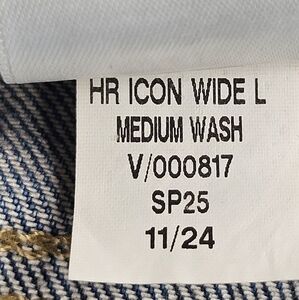 HR ICON WIDE L
MEDIUM WASH
V/000817
SP25
11/24